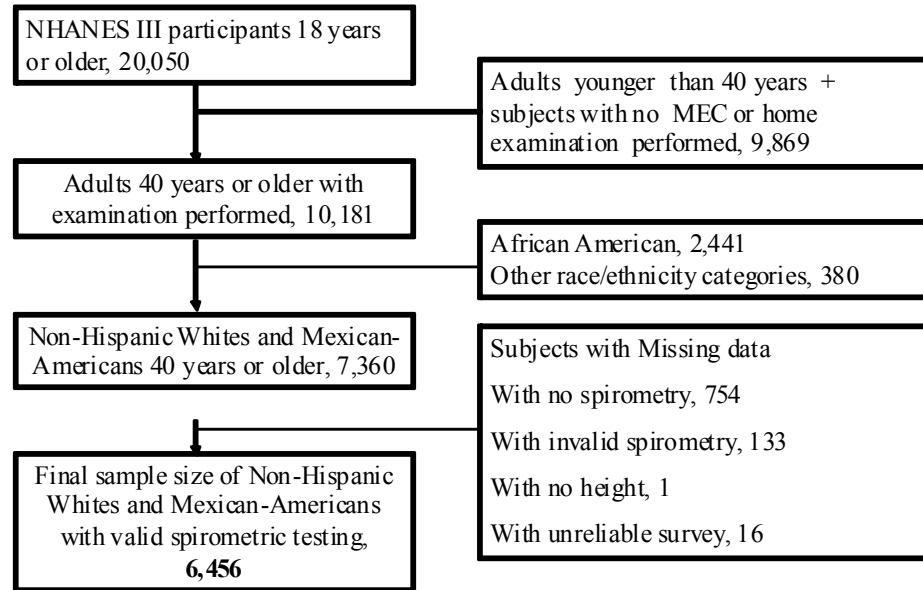 NHANES III participants 18 years
or older, 20,050
Adults younger than 40 years +
subjects with no MEC or home
examination performed, 9,869
Adults 40 years or older with
examination performed, 10,181
African American, 2,441
Other race/ethnicity categories, 380
Non-Hispanic Whites and Mexican-
Americans 40 years or older, 7,360
Subjects with Missing data
With no spirometry, 754
With invalid spirometry, 133
With no height, 1
With unreliable survey, 16
Final sample size of Non-Hispanic
Whites and Mexican-Americans
with valid spirometric testing,
6,456